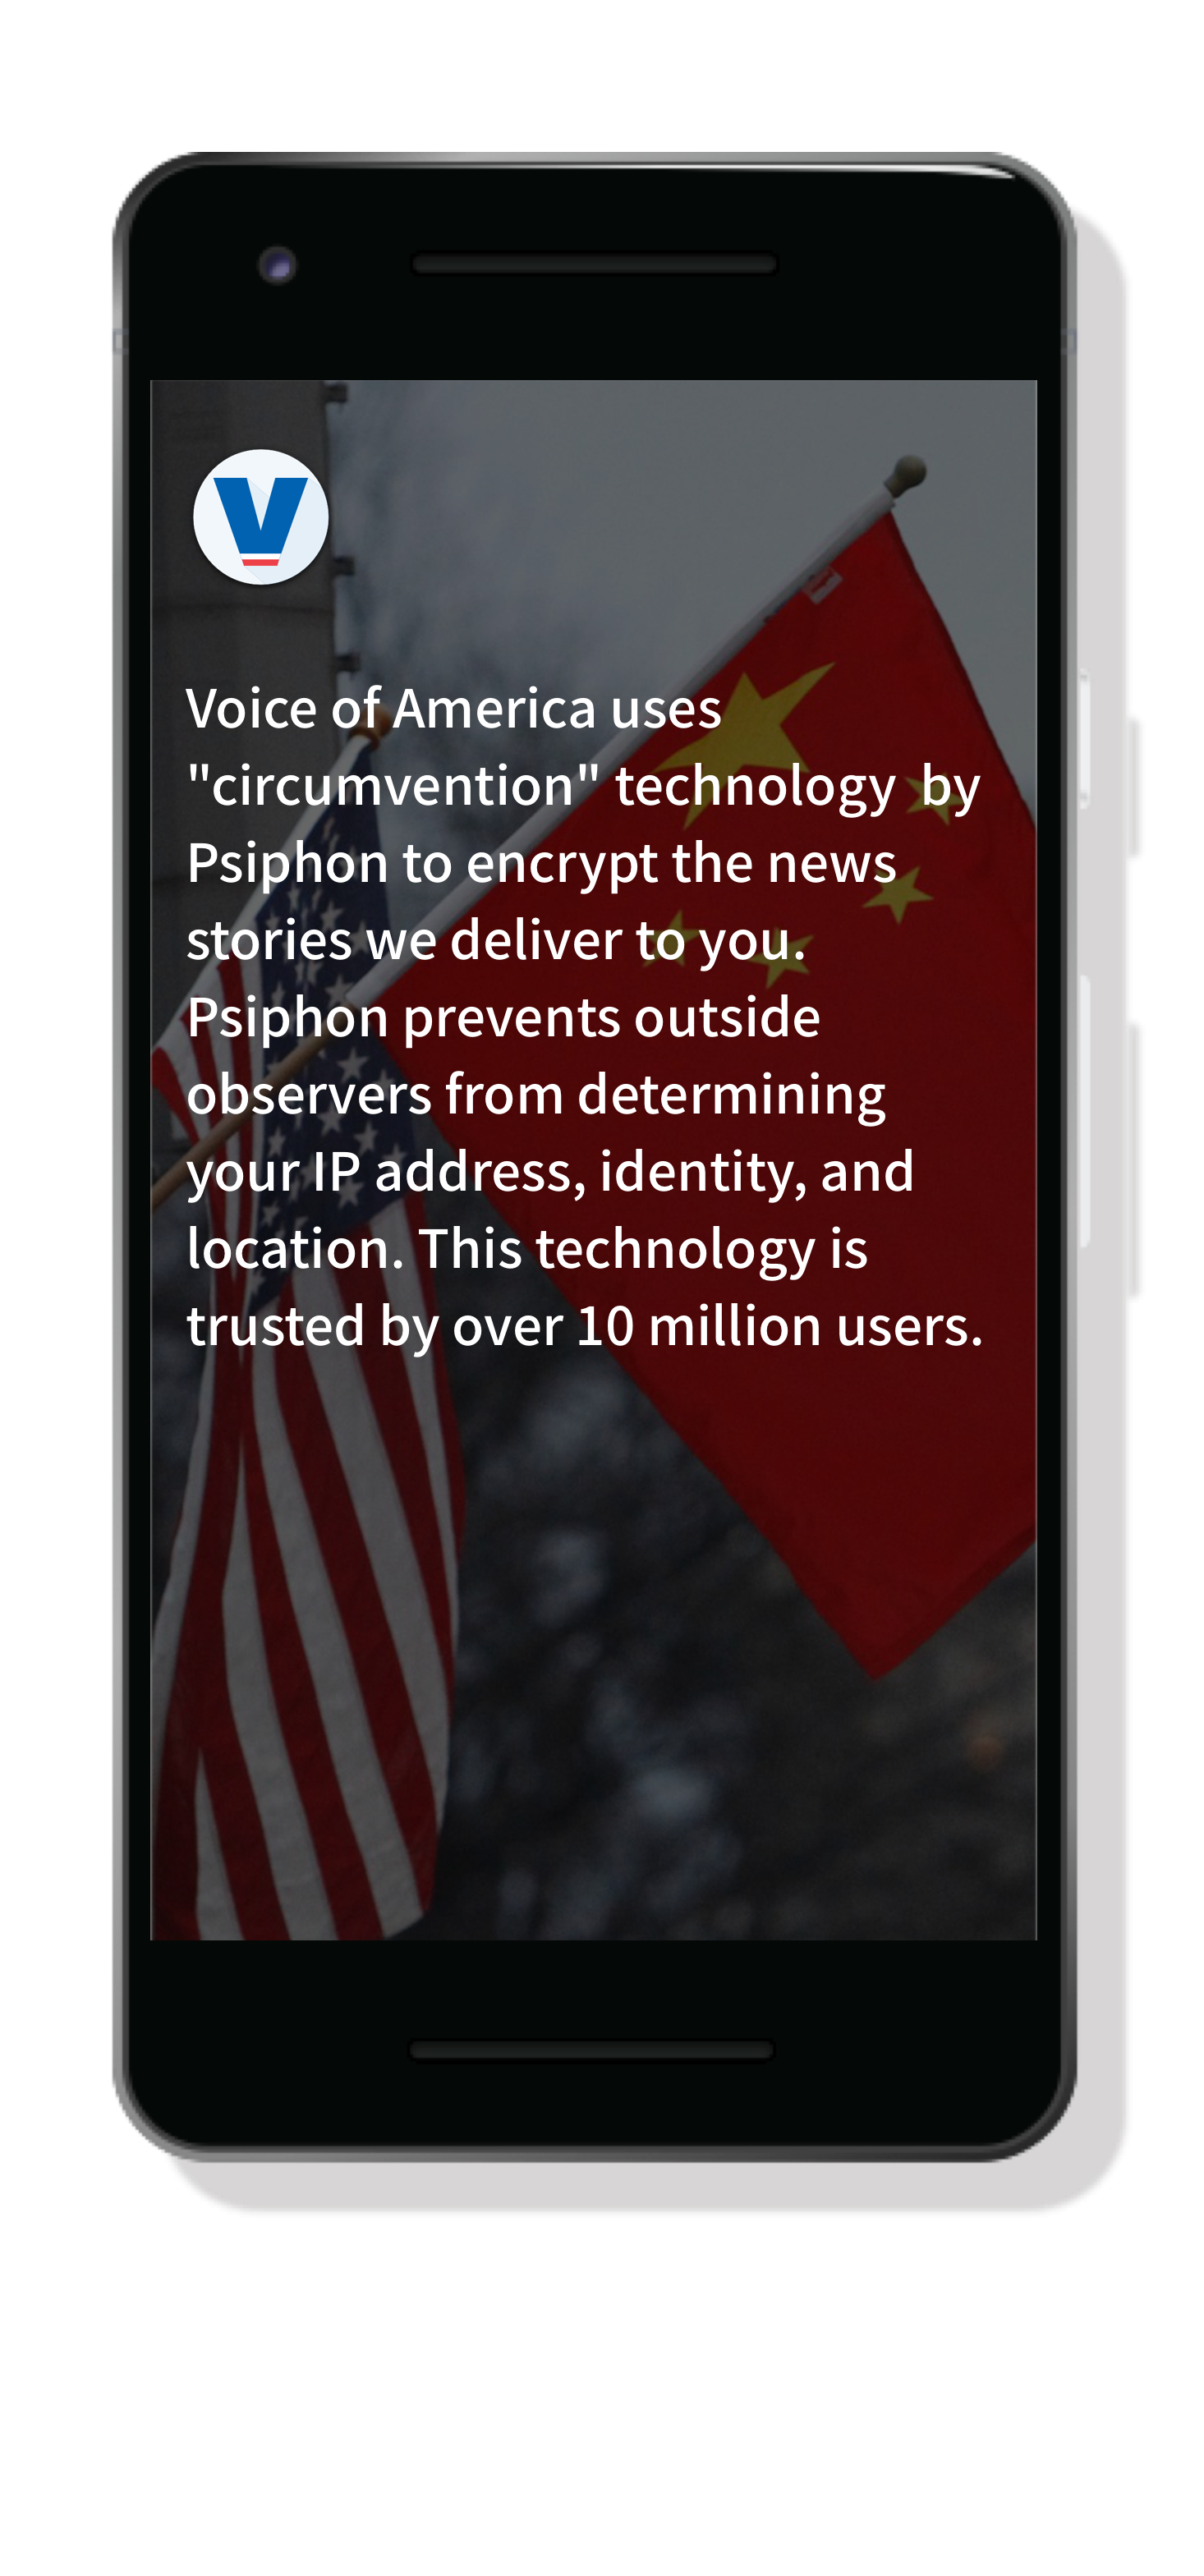 V
Voice of America uses
"circumvention" technology  by
Psiphon to encrypt the news
stories we deliver to you.
Psiphon prevents outside
observers from determining
your IP address, identity, and
location. This technology is
trusted by over 10 million users.